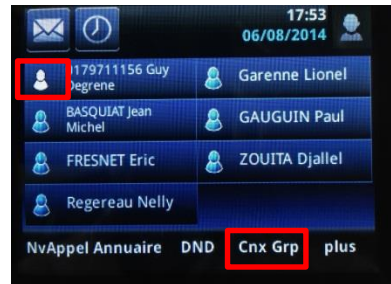 17:53
06/08/2014
0179711156 Guy
Degrene
Garenne Lionel
BASQUIAT Jean
Michel
GAUGUIN Paul
FRESNET Eric
ZOUITA Djallel
Regereau Nelly
NvAppel Annuaire DND Cnx Grp plus